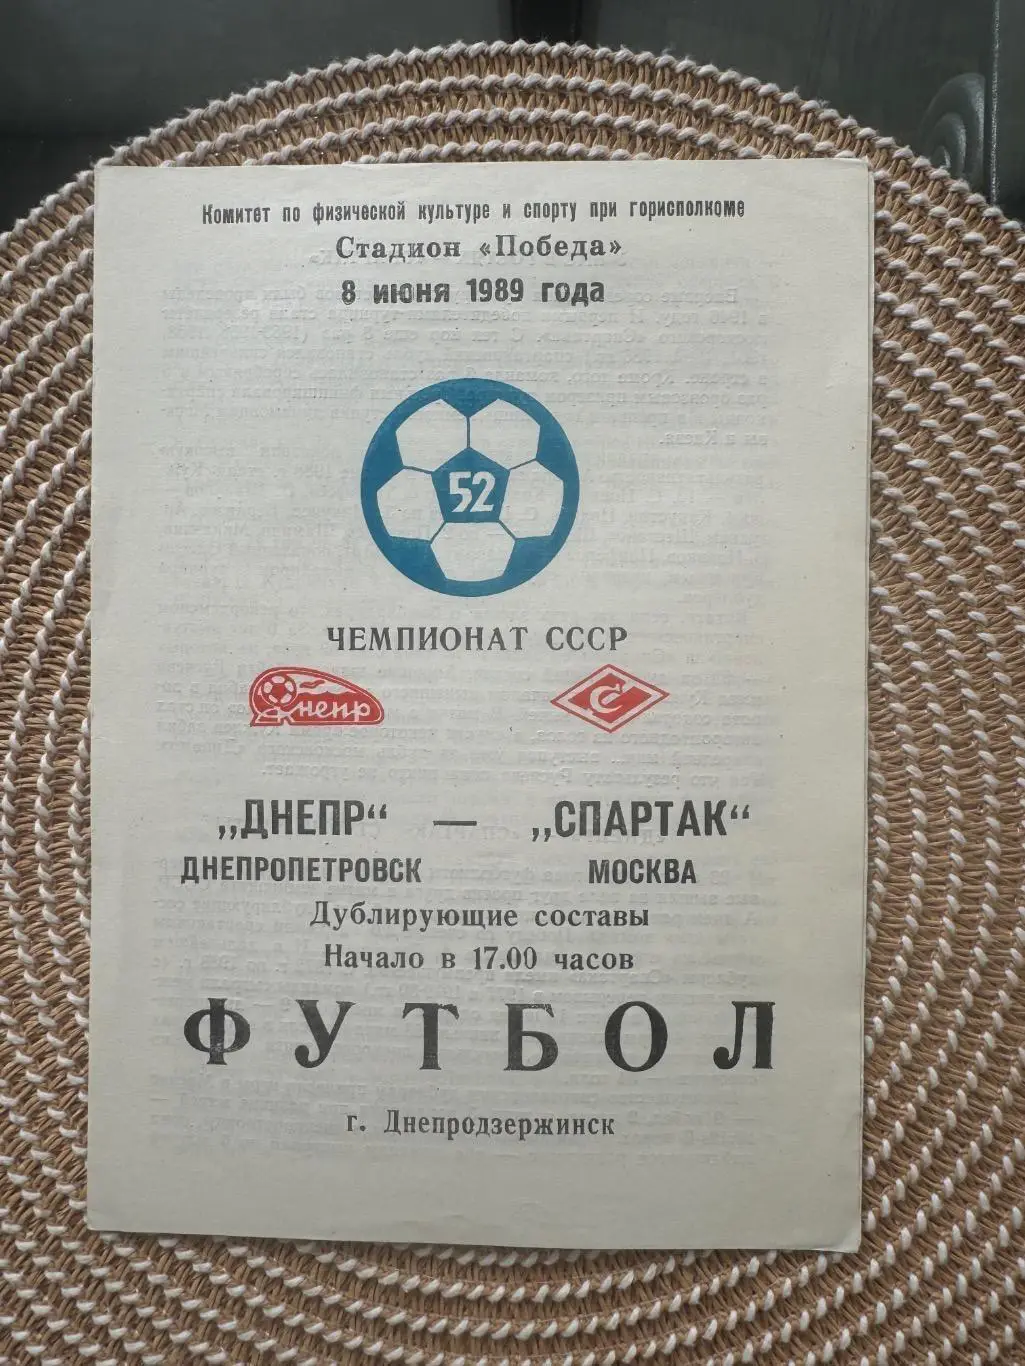 Комитет по физической культуре и спорту при горисполкоме
Стадион «Победа»
8 июня 1989 года
52
ЧЕМПИОНАТ СССР
Днепр
С
„ДНЕПР“ — „СПАРТАК“
ДНЕПРОПЕТРОВСК МОСКВА
Дублирующие составы
Начало в 17.00 часов
ФУТБОЛ
г. Днепродзержинск